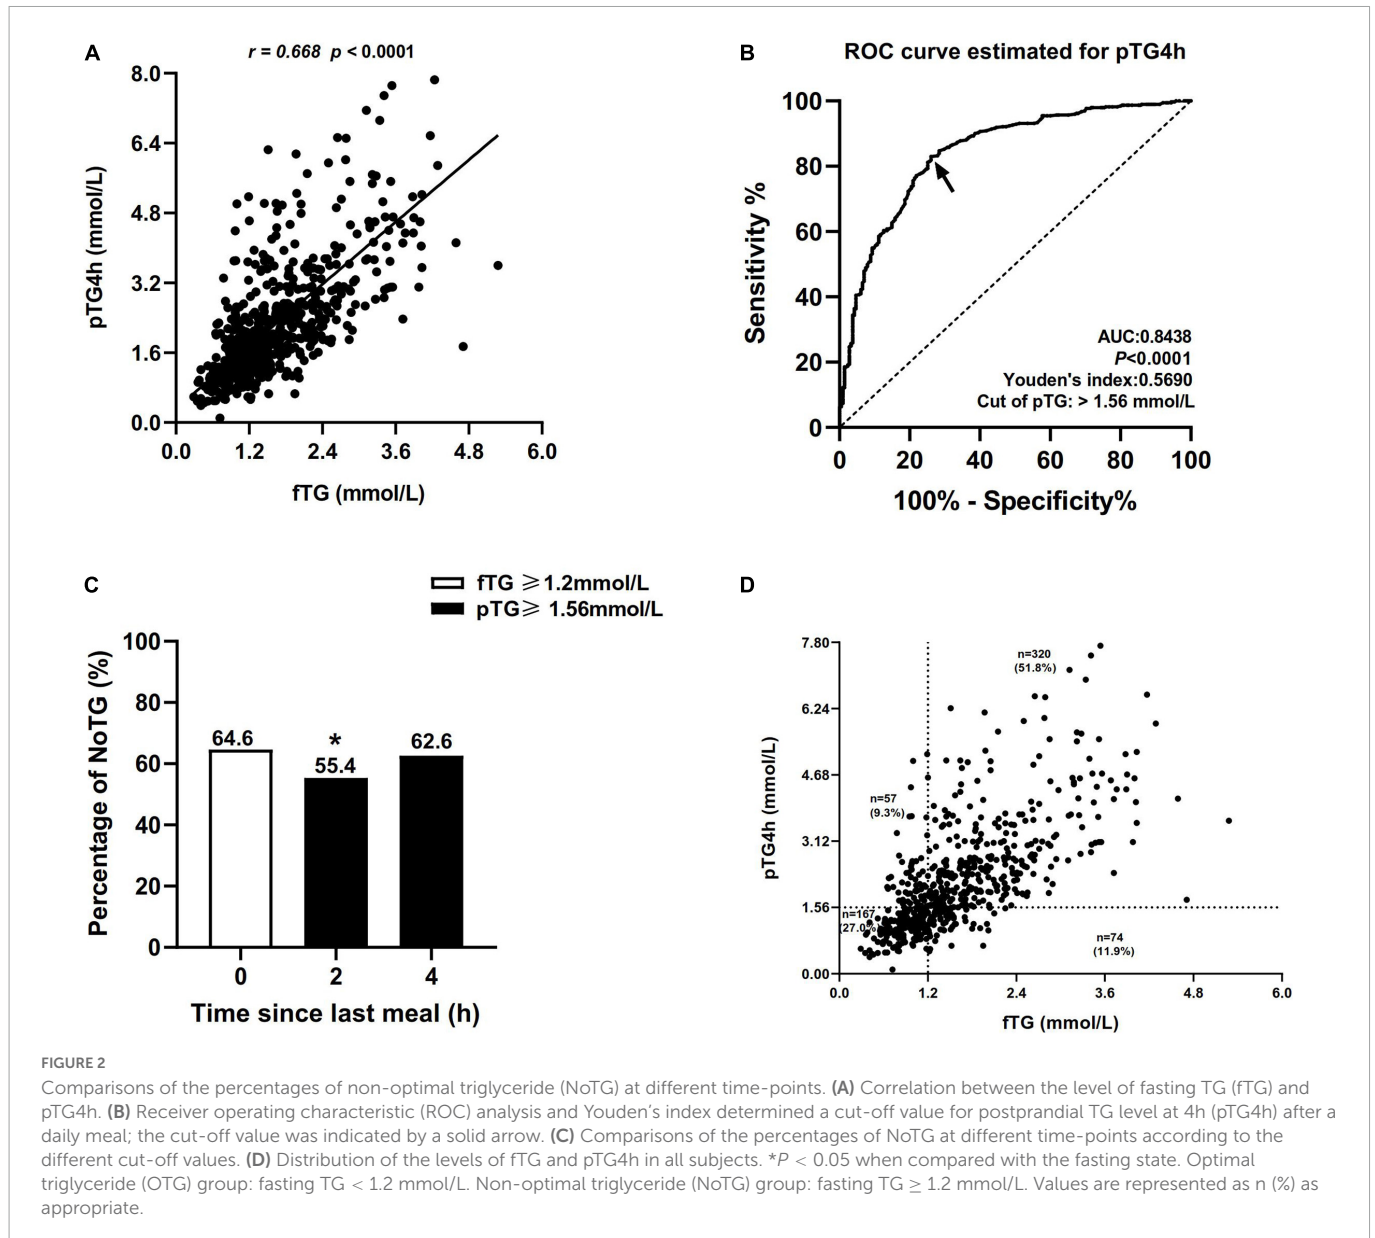 A
r = 0.668 p < 0.0001
8.0
6.4
4.8
3.2
1.6
0.0
pTG4h (mmol/L)
0.0 1.2 2.4 3.6 4.8 6.0
fTG (mmol/L)
B
ROC curve estimated for pTG4h
100
80
60
40
20
0
Sensitivity %
AUC:0.8438
P<0.0001
Youden's index:0.5690
Cut of pTG: > 1.56 mmol/L
0 20 40 60 80 100
100% - Specificity%
C
fTG ⩾1.2mmol/L
pTG⩾ 1.56mmol/L
100
80
60
40
20
0
Percentage of NoTG (%)
64.6
*
55.4
62.6
0 2 4
Time since last meal (h)
D
7.80
6.24
4.68
3.12
1.56
0.00
pTG4h (mmol/L)
n=320
(51.8%)
n=57
(9.3%)
n=167
(27.0%)
n=74
(11.9%)
0.0 1.2 2.4 3.6 4.8 6.0
fTG (mmol/L)
FIGURE 2
Comparisons of the percentages of non-optimal triglyceride (NoTG) at different time-points. (A) Correlation between the level of fasting TG (fTG) and
pTG4h. (B) Receiver operating characteristic (ROC) analysis and Youden's index determined a cut-off value for postprandial TG level at 4h (pTG4h) after a
daily meal; the cut-off value was indicated by a solid arrow. (C) Comparisons of the percentages of NoTG at different time-points according to the
different cut-off values. (D) Distribution of the levels of fTG and pTG4h in all subjects. *P < 0.05 when compared with the fasting state. Optimal
triglyceride (OTG) group: fasting TG < 1.2 mmol/L. Non-optimal triglyceride (NoTG) group: fasting TG ≥ 1.2 mmol/L. Values are represented as n (%) as
appropriate.